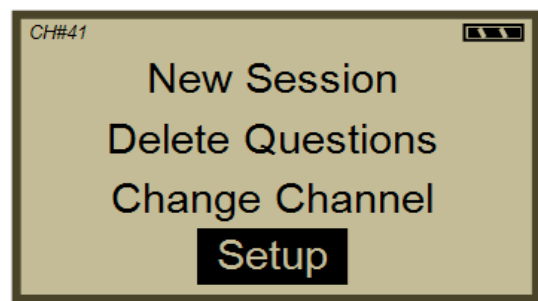 CH#41
New Session
Delete Questions
Change Channel
Setup